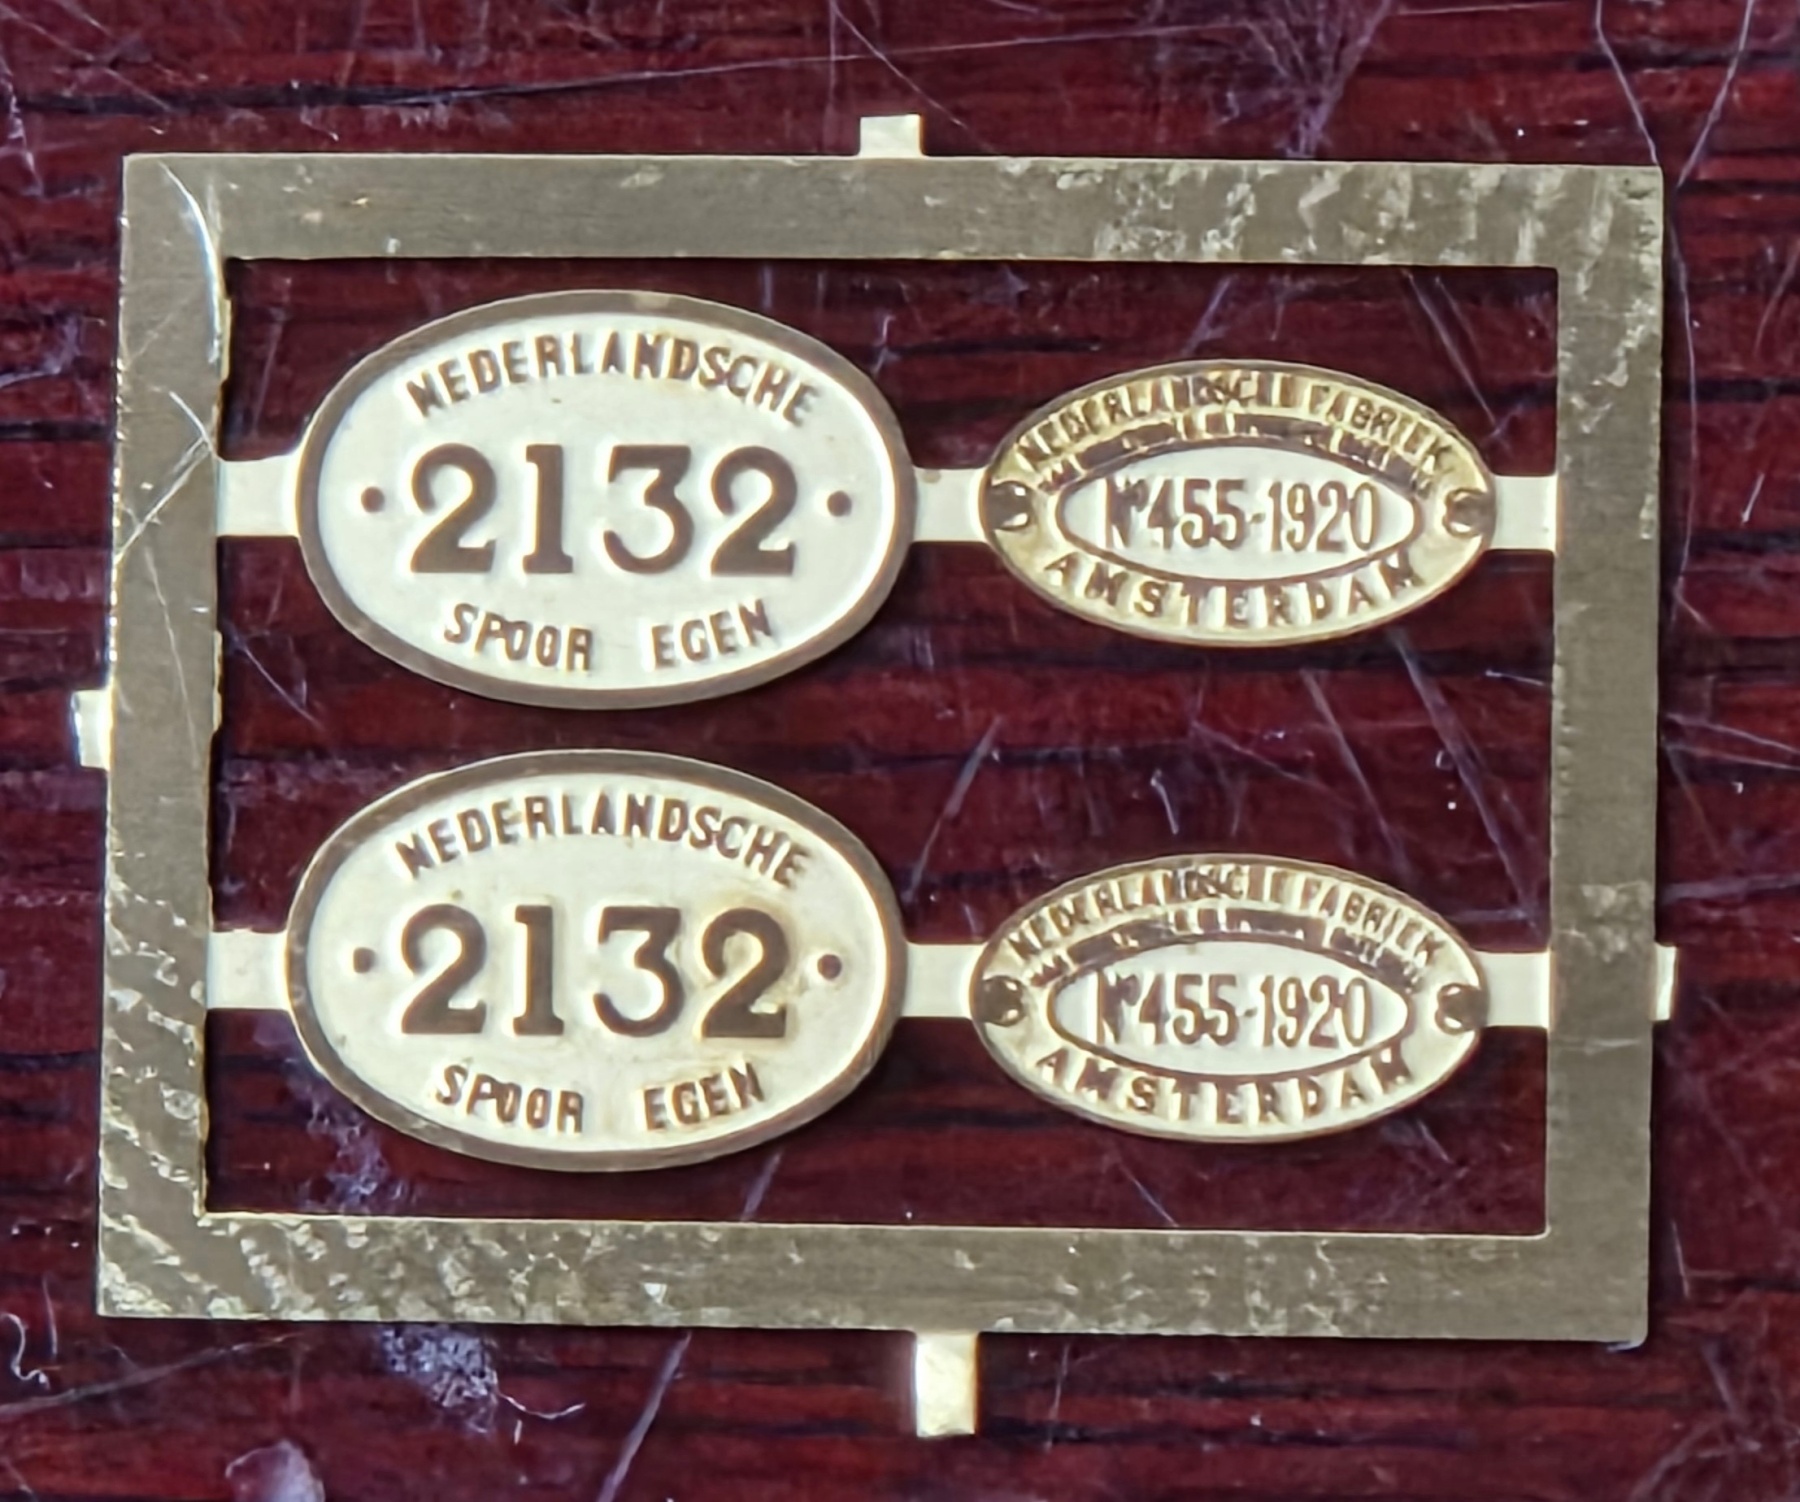 NEDERLANDSCHE
2132
SPOOR EGEN
NEDERLANDSCHE FABRIEK
Nº455-1920
AMSTERDAM
NEDERLANDSCHE
2132
SPOOR EGEN
NEDERLANDSCHE FABRIEK
Nº455-1920
AMSTERDAM